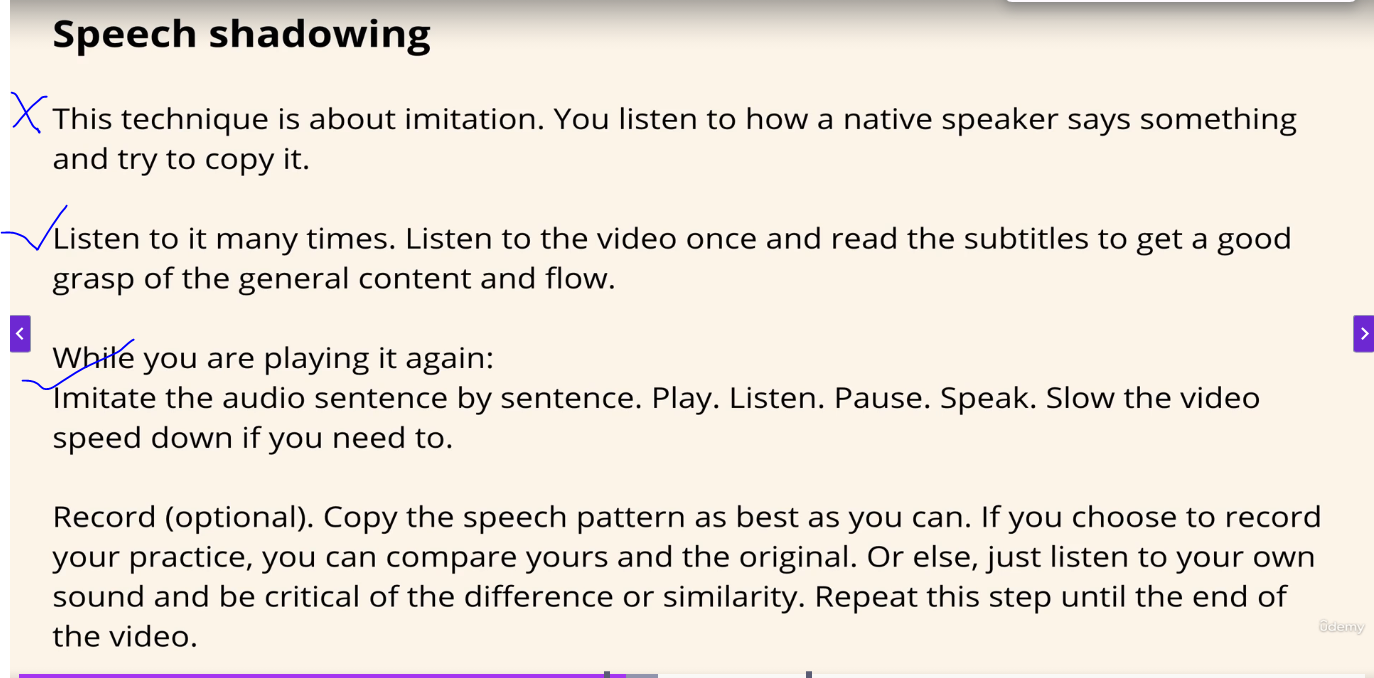 Speech shadowing
This technique is about imitation. You listen to how a native speaker says something
and try to copy it.
Listen to it many times. Listen to the video once and read the subtitles to get a good
grasp of the general content and flow.
While you are playing it again:
Imitate the audio sentence by sentence. Play. Listen. Pause. Speak. Slow the video
speed down if you need to.
Record (optional). Copy the speech pattern as best as you can. If you choose to record
your practice, you can compare yours and the original. Or else, just listen to your own
sound and be critical of the difference or similarity. Repeat this step until the end of
the video.
ûdemy